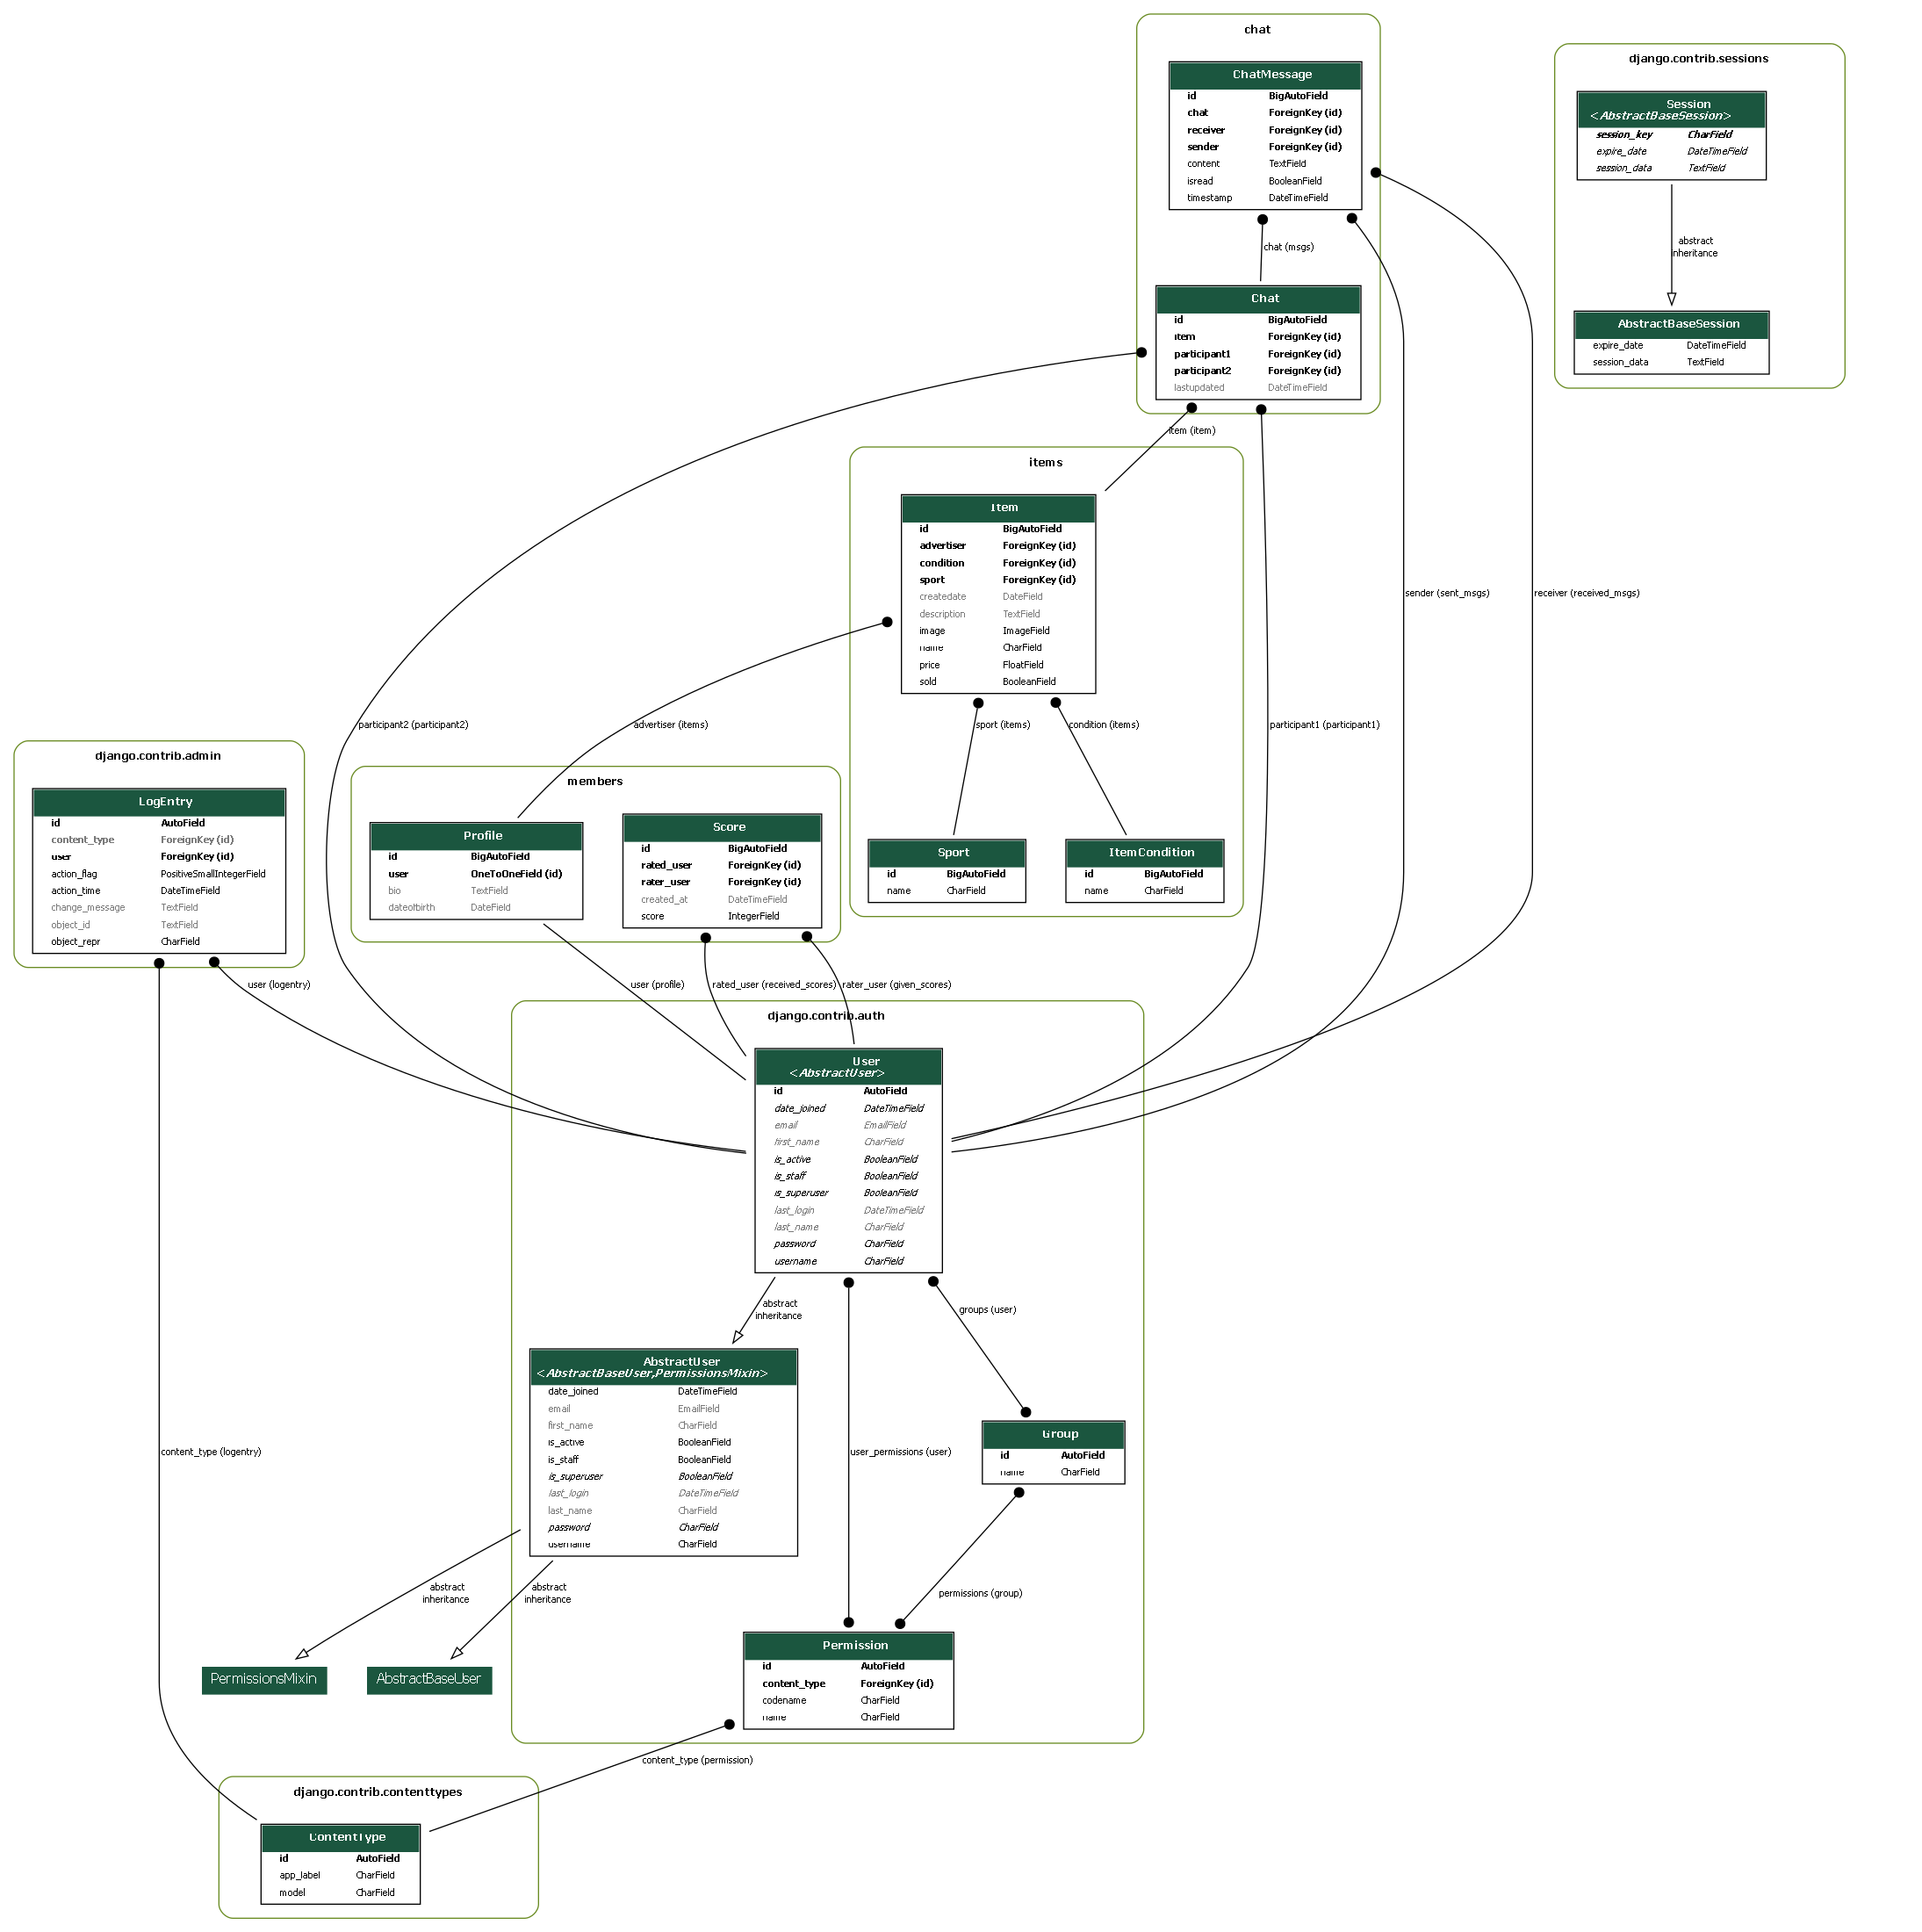 chat
ChatMessage
id BigAutoField
chat ForeignKey (id)
receiver ForeignKey (id)
sender ForeignKey (id)
content TextField
isread BooleanField
timestamp DateTimeField
chat (msgs)
Chat
id BigAutoField
item ForeignKey (id)
participant1 ForeignKey (id)
participant2 ForeignKey (id)
lastupdated DateTimeField
item (item)
django.contrib.sessions
Session
<AbstractBaseSession>
session_key CharField
expire_date DateTimeField
session_data TextField
abstract
inheritance
AbstractBaseSession
expire_date DateTimeField
session_data TextField
items
Item
id BigAutoField
advertiser ForeignKey (id)
condition ForeignKey (id)
sport ForeignKey (id)
createdate DateField
description TextField
image ImageField
name CharField
price FloatField
sold BooleanField
sender (sent_msgs)
receiver (received_msgs)
participant2 (participant2)
advertiser (items)
sport (items)
condition (items)
participant1 (participant1)
Sport
id BigAutoField
name CharField
ItemCondition
id BigAutoField
name CharField
django.contrib.admin
LogEntry
id AutoField
content_type ForeignKey (id)
user ForeignKey (id)
action_flag PositiveSmallIntegerField
action_time DateTimeField
change_message TextField
object_id TextField
object_repr CharField
members
Profile
id BigAutoField
user OneToOneField (id)
bio TextField
dateofbirth DateField
Score
id BigAutoField
rated_user ForeignKey (id)
rater_user ForeignKey (id)
created_at DateTimeField
score IntegerField
user (logentry)
user (profile)
rated_user (received_scores)
rater_user (given_scores)
django.contrib.auth
User
<AbstractUser>
id AutoField
date_joined DateTimeField
email EmailField
first_name CharField
is_active BooleanField
is_staff BooleanField
is_superuser BooleanField
last_login DateTimeField
last_name CharField
password CharField
username CharField
abstract
inheritance
groups (user)
AbstractUser
<AbstractBaseUser,PermissionsMixin>
date_joined DateTimeField
email EmailField
first_name CharField
is_active BooleanField
is_staff BooleanField
is_superuser BooleanField
last_login DateTimeField
last_name CharField
password CharField
username CharField
content_type (logentry)
user_permissions (user)
Group
id AutoField
name CharField
abstract
inheritance
abstract
inheritance
permissions (group)
PermissionsMixin
AbstractBaseUser
Permission
id AutoField
content_type ForeignKey (id)
codename CharField
name CharField
content_type (permission)
django.contrib.contenttypes
ContentType
id AutoField
app_label CharField
model CharField